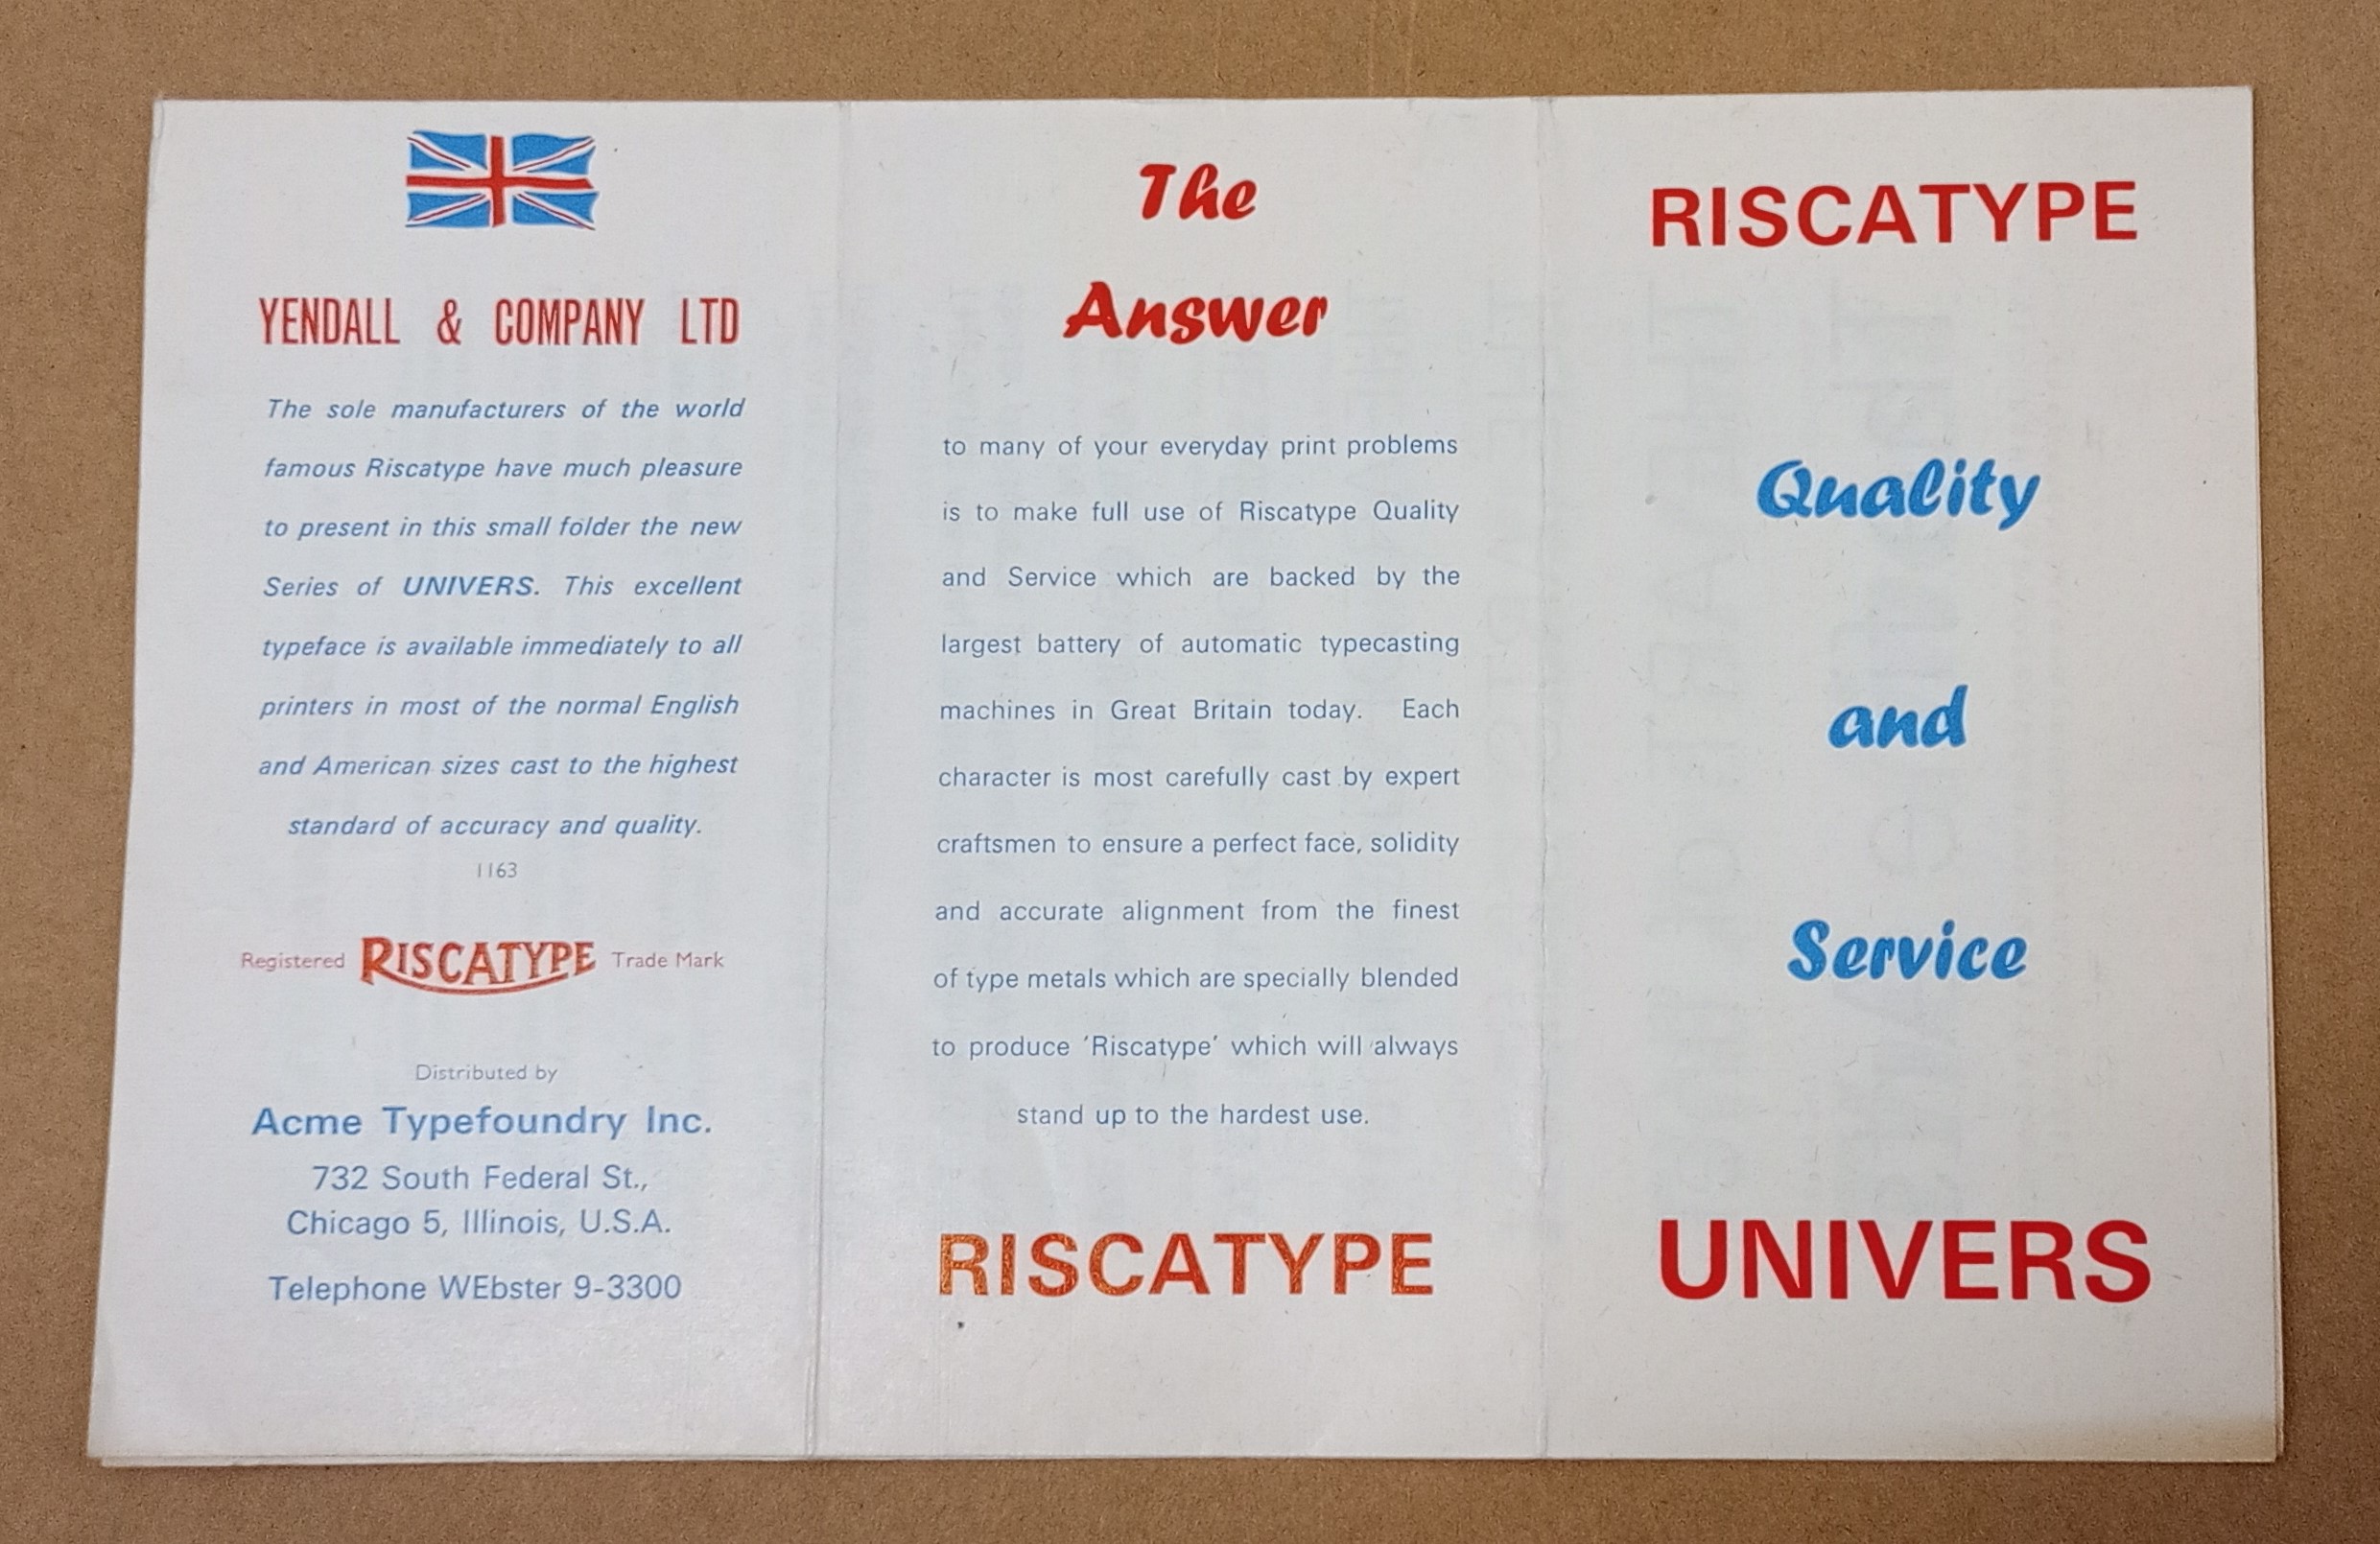 YENDALL & COMPANY LTD
The sole manufacturers of the world
famous Riscatype have much pleasure
to present in this small folder the new
Series of UNIVERS. This excellent
typeface is available immediately to all
printers in most of the normal English
and American sizes cast to the highest
standard of accuracy and quality.
1163
Registered RISCATYPE Trade Mark
Distributed by
Acme Typefoundry Inc.
732 South Federal St.,
Chicago 5, Illinois, U.S.A.
Telephone WEbster 9-3300
The
Answer
to many of your everyday print problems
is to make full use of Riscatype Quality
and Service which are backed by the
largest battery of automatic typecasting
machines in Great Britain today. Each
character is most carefully cast by expert
craftsmen to ensure a perfect face, solidity
and accurate alignment from the finest
of type metals which are specially blended
to produce 'Riscatype' which will always
stand up to the hardest use.
RISCATYPE
RISCATYPE
Quality
and
Service
UNIVERS